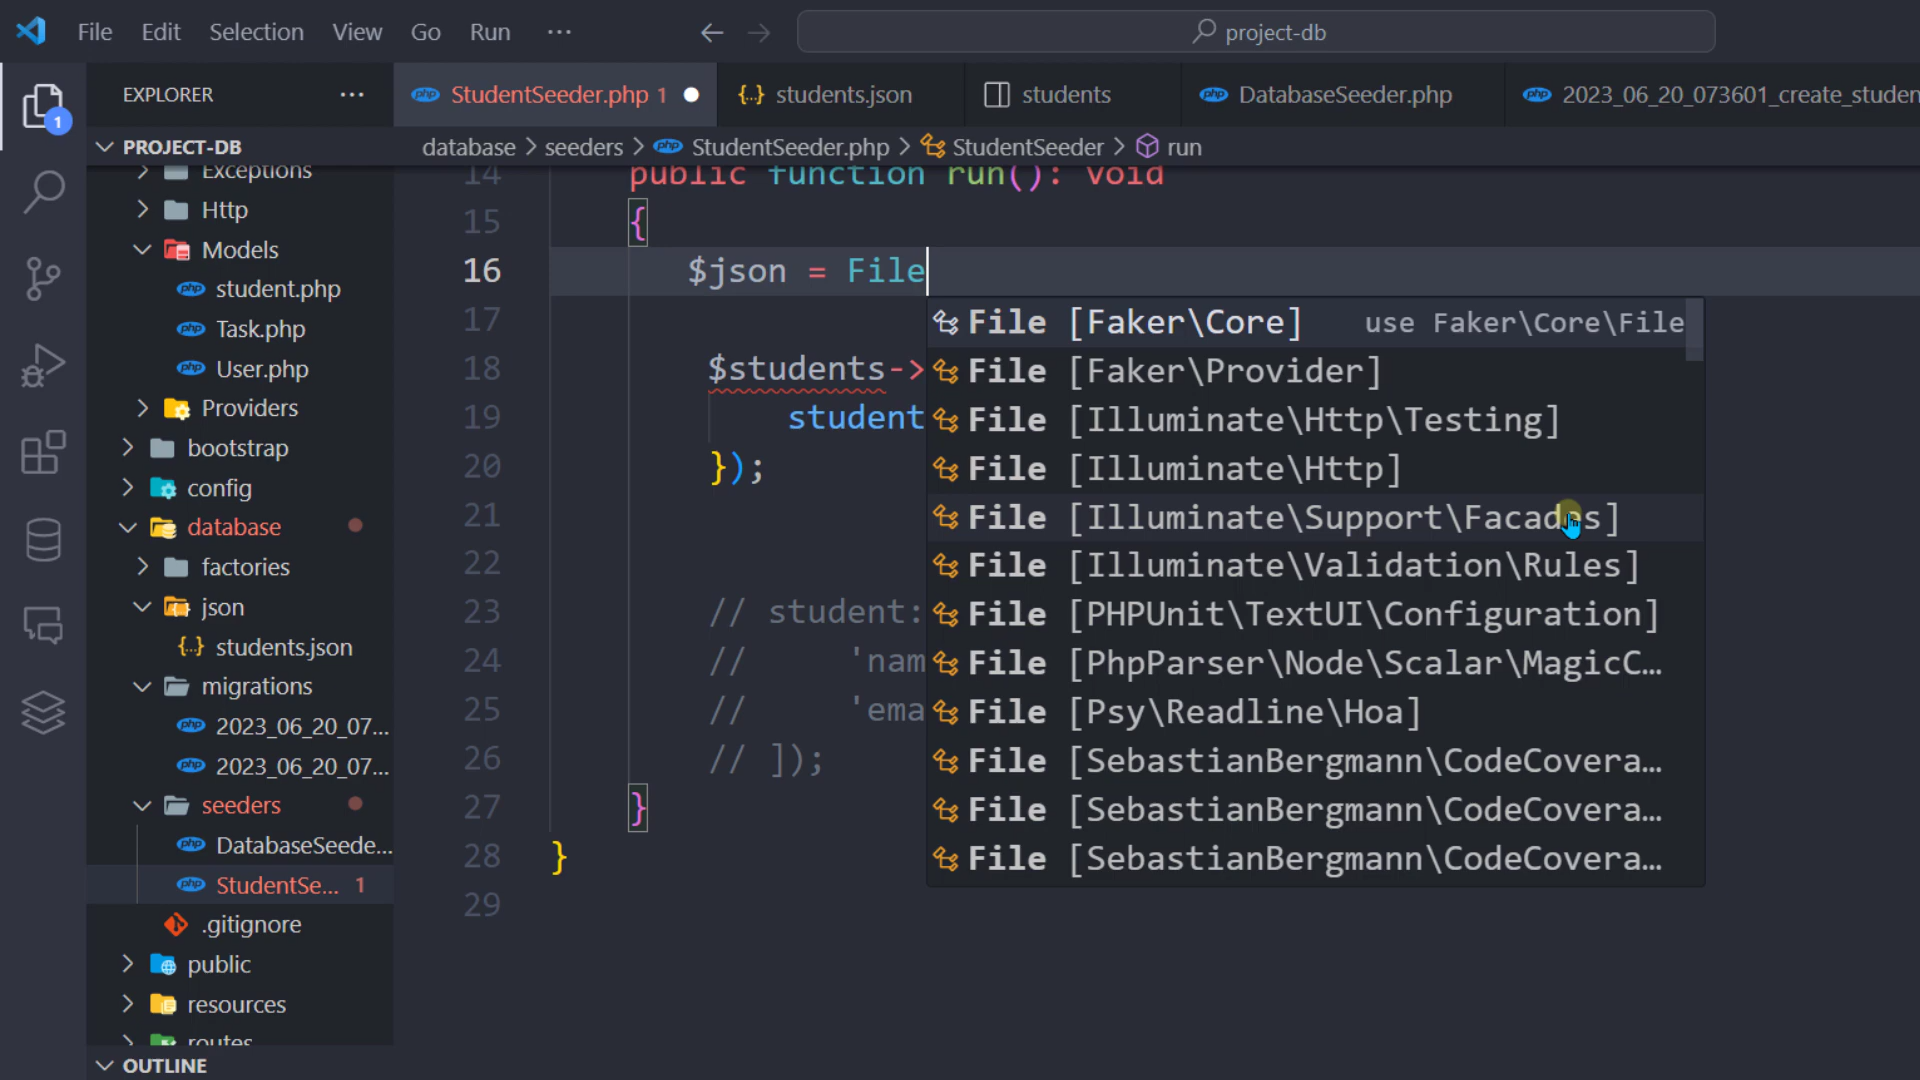 File Edit Selection View Go Run ··· project-db
EXPLORER ···
StudentSeeder.php 1
students.json
students
DatabaseSeeder.php
2023_06_20_073601_create_studen
database > seeders > StudentSeeder.php > StudentSeeder > run
1
PROJECT-DB
Exceptions
Http
Models
student.php
Task.php
User.php
Providers
bootstrap
config
database
factories
json
students.json
migrations
2023_06_20_07...
2023_06_20_07...
seeders
DatabaseSeede...
StudentSe... 1
.gitignore
public
resources
routes
OUTLINE
14 public function run(): void
15 {
16 $json = File
17
18 $students->
19 student
20 });
21
22
23 // student:
24 // 'nam
25 // 'ema
26 // ]);
27 }
28 }
29
File [Faker\Core] use Faker\Core\File
File [Faker\Provider]
File [Illuminate\Http\Testing]
File [Illuminate\Http]
File [Illuminate\Support\Facades]
File [Illuminate\Validation\Rules]
File [PHPUnit\TextUI\Configuration]
File [PhpParser\Node\Scalar\MagicC...
File [Psy\Readline\Hoa]
File [SebastianBergmann\CodeCovera...
File [SebastianBergmann\CodeCovera...
File [SebastianBergmann\CodeCovera...